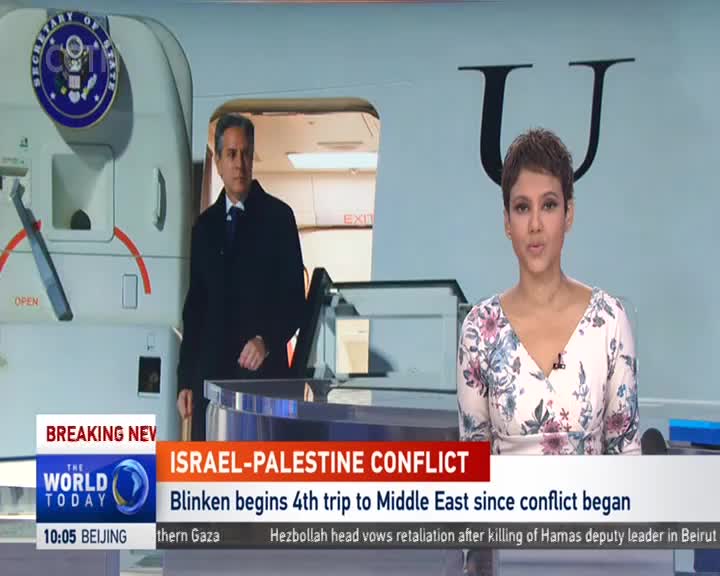 SECRETARY OF STATE
CGTN
U
EXIT
OPEN
BREAKING NEW
ISRAEL-PALESTINE CONFLICT
THE
WORLD
TODAY
Blinken begins 4th trip to Middle East since conflict began
10:05 BEIJING
thern Gaza
Hezbollah head vows retaliation after killing of Hamas deputy leader in Beirut